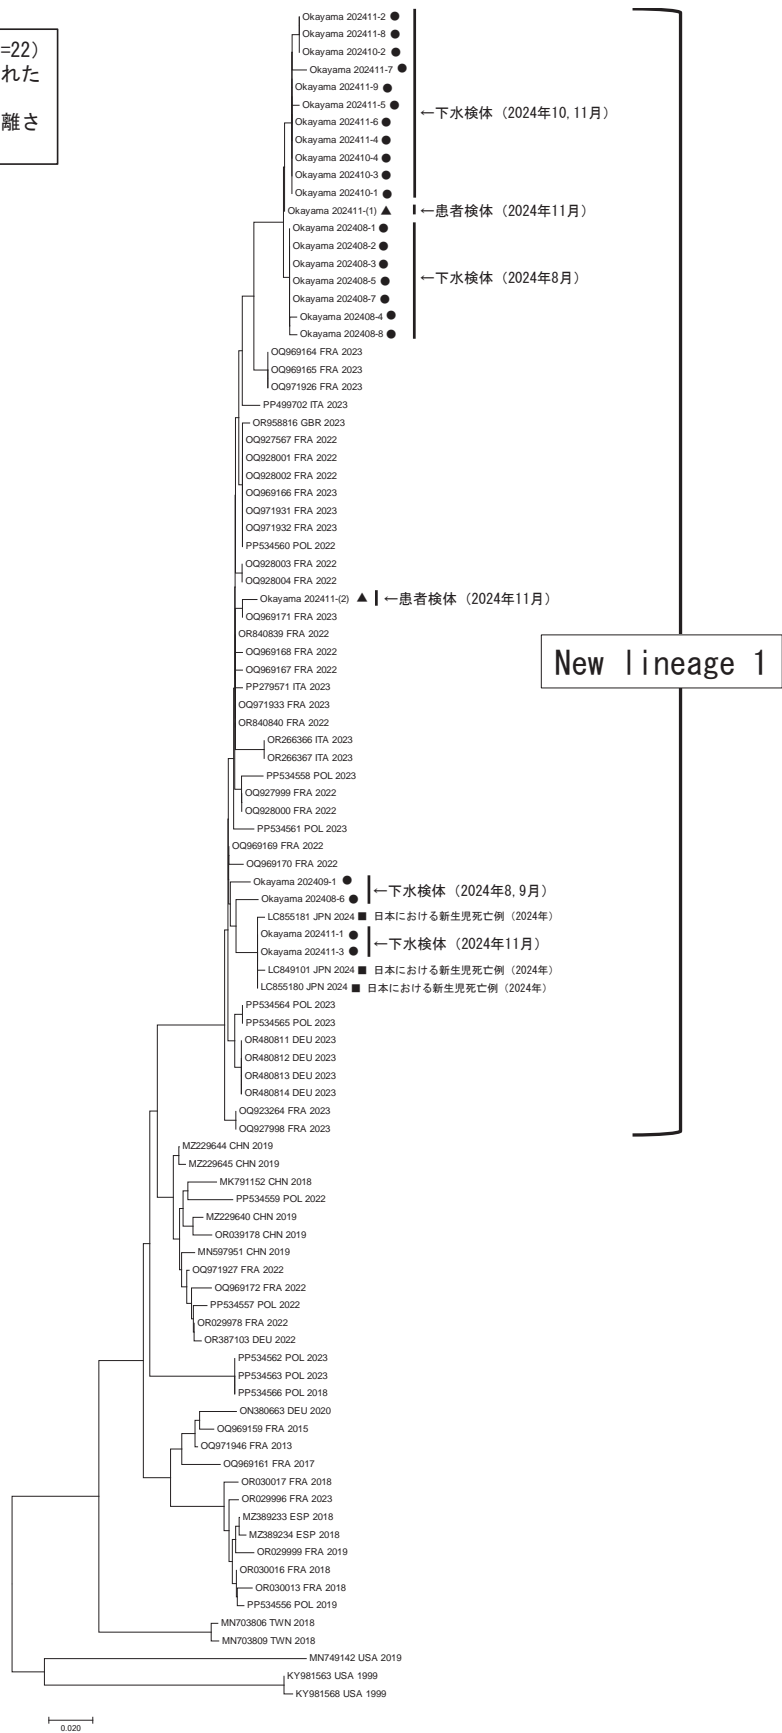 =22)
れた
離さ
Okayama 202411-2 ●
Okayama 202411-8 ●
Okayama 202410-2 ●
Okayama 202411-7 ●
Okayama 202411-9 ●
Okayama 202411-5 ●
Okayama 202411-6 ●
Okayama 202411-4 ●
Okayama 202410-4 ●
Okayama 202410-3 ●
Okayama 202410-1 ●
←下水検体（2024年10,11月）
Okayama 202411-(1) ▲
←患者検体（2024年11月）
Okayama 202408-1 ●
Okayama 202408-2 ●
Okayama 202408-3 ●
Okayama 202408-5 ●
Okayama 202408-7 ●
Okayama 202408-4 ●
Okayama 202408-8 ●
←下水検体（2024年8月）
OQ969164 FRA 2023
OQ969165 FRA 2023
OQ971926 FRA 2023
PP499702 ITA 2023
OR958816 GBR 2023
OQ927567 FRA 2022
OQ928001 FRA 2022
OQ928002 FRA 2022
OQ969166 FRA 2023
OQ971931 FRA 2023
OQ971932 FRA 2023
PP534560 POL 2022
OQ928003 FRA 2022
OQ928004 FRA 2022
Okayama 202411-(2) ▲ ←患者検体（2024年11月）
OQ969171 FRA 2023
OR840839 FRA 2022
OQ969168 FRA 2022
New lineage 1
OQ969167 FRA 2022
PP279571 ITA 2023
OQ971933 FRA 2023
OR840840 FRA 2022
OR266366 ITA 2023
OR266367 ITA 2023
PP534558 POL 2023
OQ927999 FRA 2022
OQ928000 FRA 2022
PP534561 POL 2023
OQ969169 FRA 2022
OQ969170 FRA 2022
Okayama 202409-1 ●
Okayama 202408-6 ●
←下水検体（2024年8,9月）
LC855181 JPN 2024 ■ 日本における新生児死亡例（2024年）
Okayama 202411-1 ●
Okayama 202411-3 ●
←下水検体（2024年11月）
LC849101 JPN 2024 ■ 日本における新生児死亡例（2024年）
LC855180 JPN 2024 ■ 日本における新生児死亡例（2024年）
PP534564 POL 2023
PP534565 POL 2023
OR480811 DEU 2023
OR480812 DEU 2023
OR480813 DEU 2023
OR480814 DEU 2023
OQ923264 FRA 2023
OQ927998 FRA 2023
MZ229644 CHN 2019
MZ229645 CHN 2019
MK791152 CHN 2018
PP534559 POL 2022
MZ229640 CHN 2019
OR039178 CHN 2019
MN597951 CHN 2019
OQ971927 FRA 2022
OQ969172 FRA 2022
PP534557 POL 2022
OR029978 FRA 2022
OR387103 DEU 2022
PP534562 POL 2023
PP534563 POL 2023
PP534566 POL 2018
ON380663 DEU 2020
OQ969159 FRA 2015
OQ971946 FRA 2013
OQ969161 FRA 2017
OR030017 FRA 2018
OR029996 FRA 2023
MZ389233 ESP 2018
MZ389234 ESP 2018
OR029999 FRA 2019
OR030016 FRA 2018
OR030013 FRA 2018
PP534556 POL 2019
MN703806 TWN 2018
MN703809 TWN 2018
MN749142 USA 2019
KY981563 USA 1999
KY981568 USA 1999
0.020